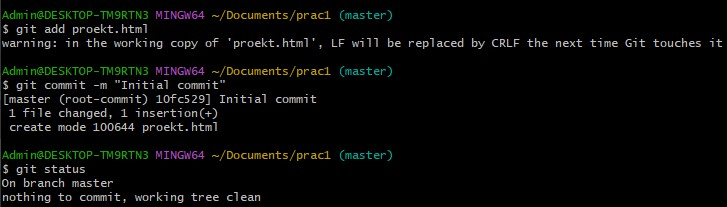 Admin@DESKTOP-TM9RTN3 MINGW64 ~/Documents/prac1 (master)
$ git add proekt.html
warning: in the working copy of 'proekt.html', LF will be replaced by CRLF the next time Git touches it
Admin@DESKTOP-TM9RTN3 MINGW64 ~/Documents/prac1 (master)
$ git commit -m "Initial commit"
[master (root-commit) 10fc529] Initial commit
 1 file changed, 1 insertion(+)
 create mode 100644 proekt.html
Admin@DESKTOP-TM9RTN3 MINGW64 ~/Documents/prac1 (master)
$ git status
On branch master
nothing to commit, working tree clean